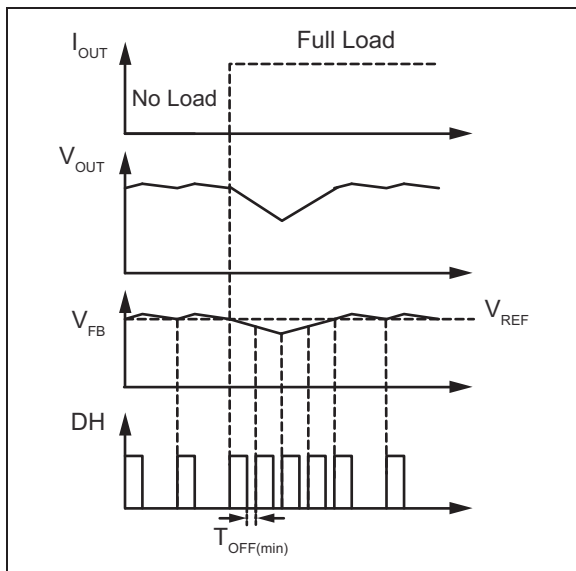 I_OUT
Full Load
No Load
V_OUT
V_FB
V_REF
DH
T_OFF(min)